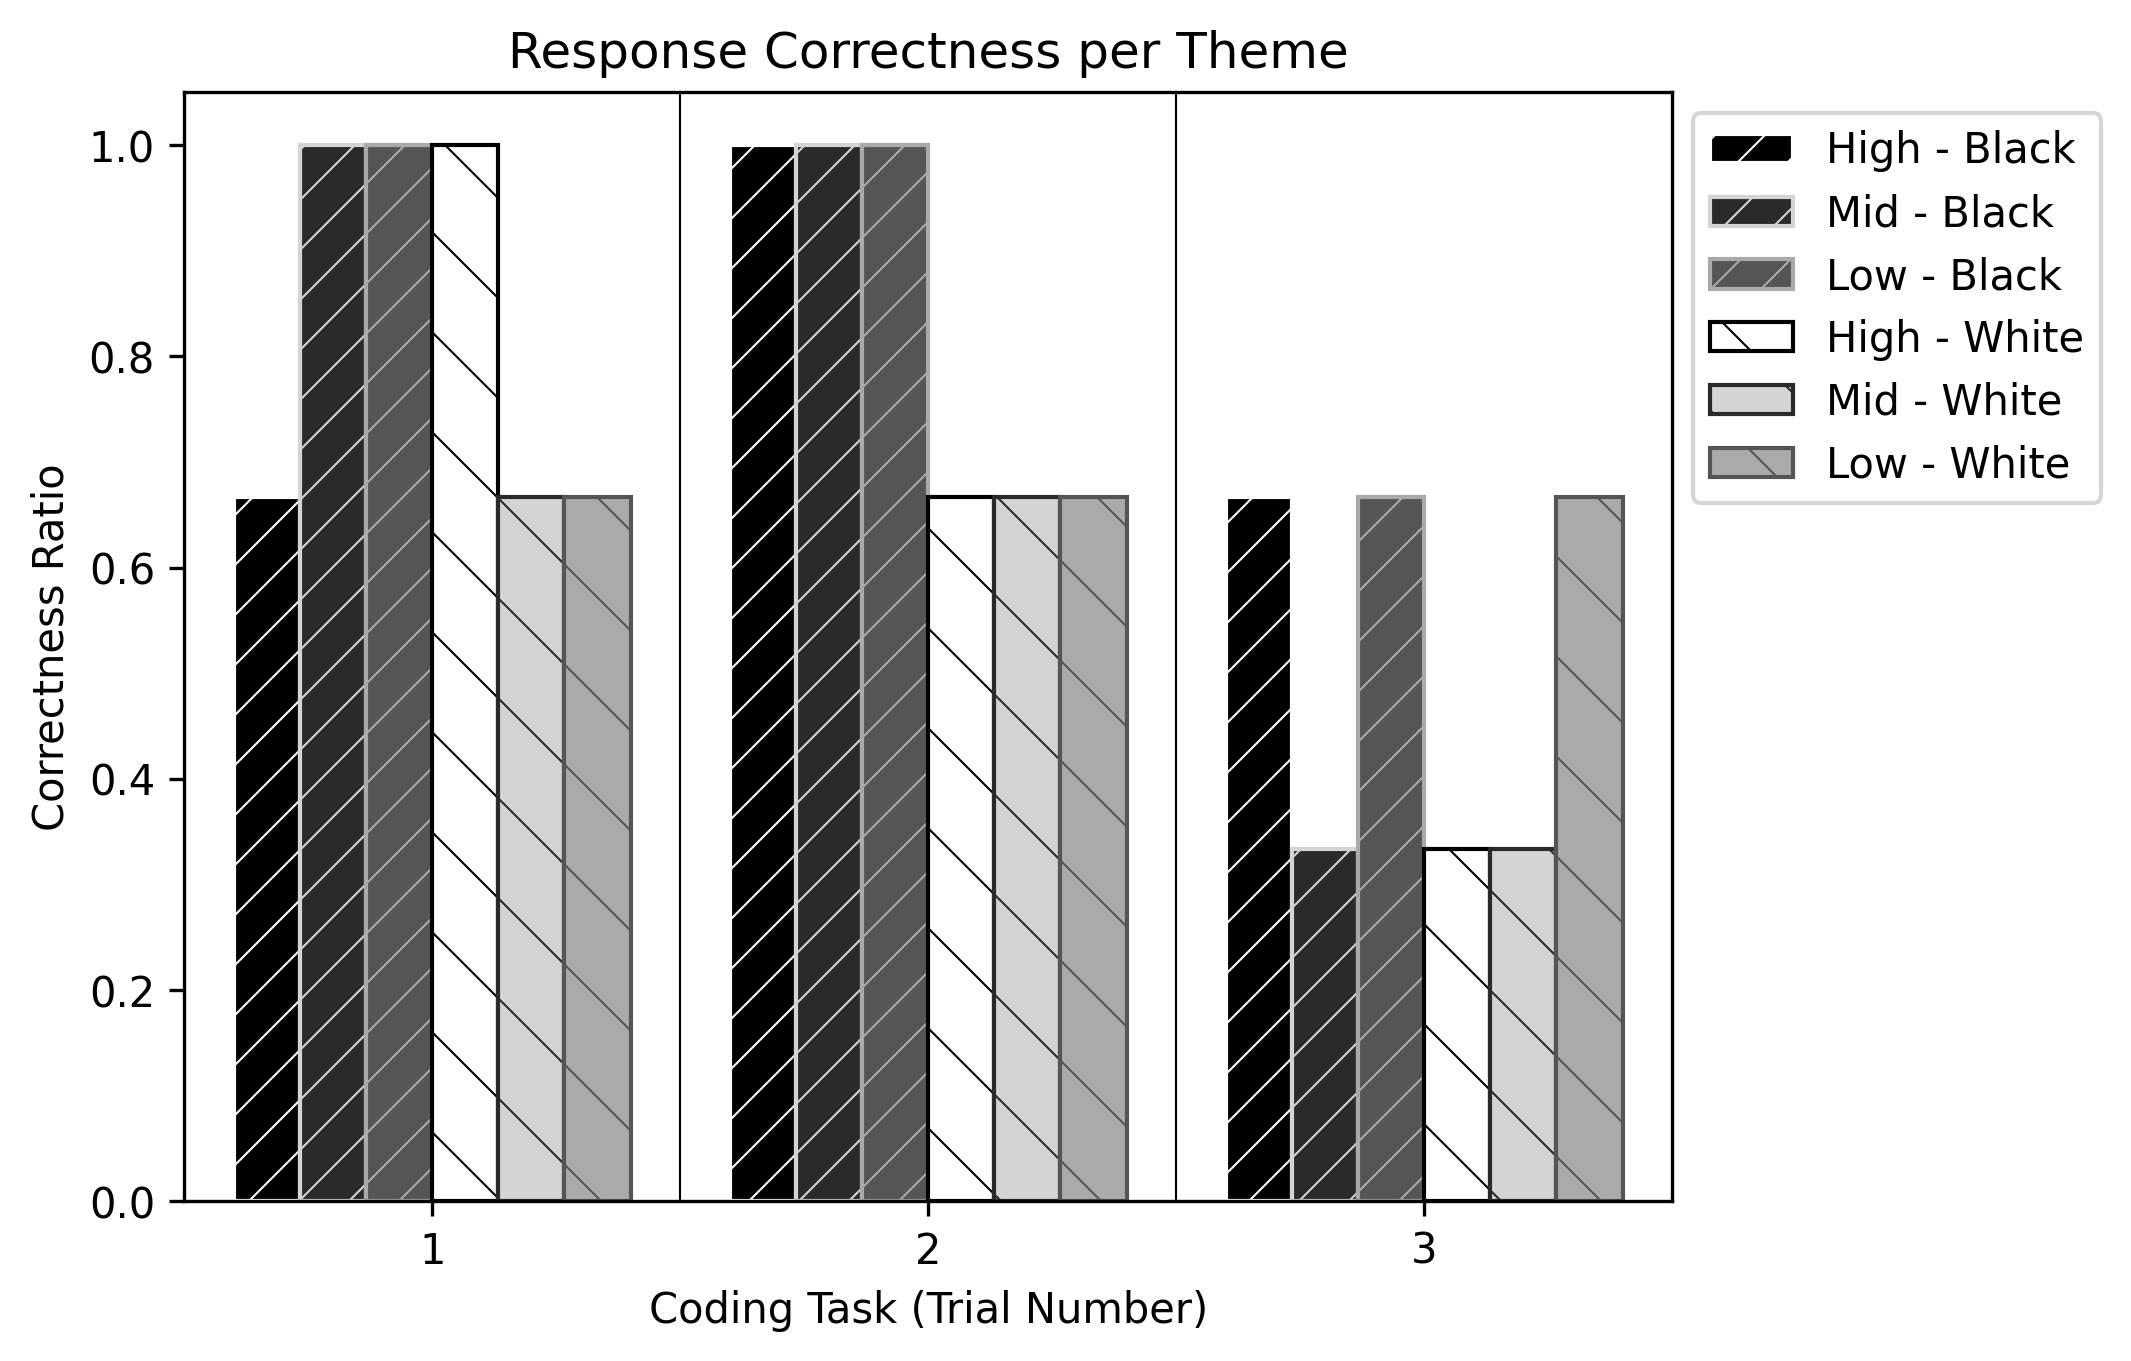 Response Correctness per Theme
1.0
0.8
0.6
0.4
0.2
0.0
Correctness Ratio
1
2
3
Coding Task (Trial Number)
High - Black
Mid - Black
Low - Black
High - White
Mid - White
Low - White